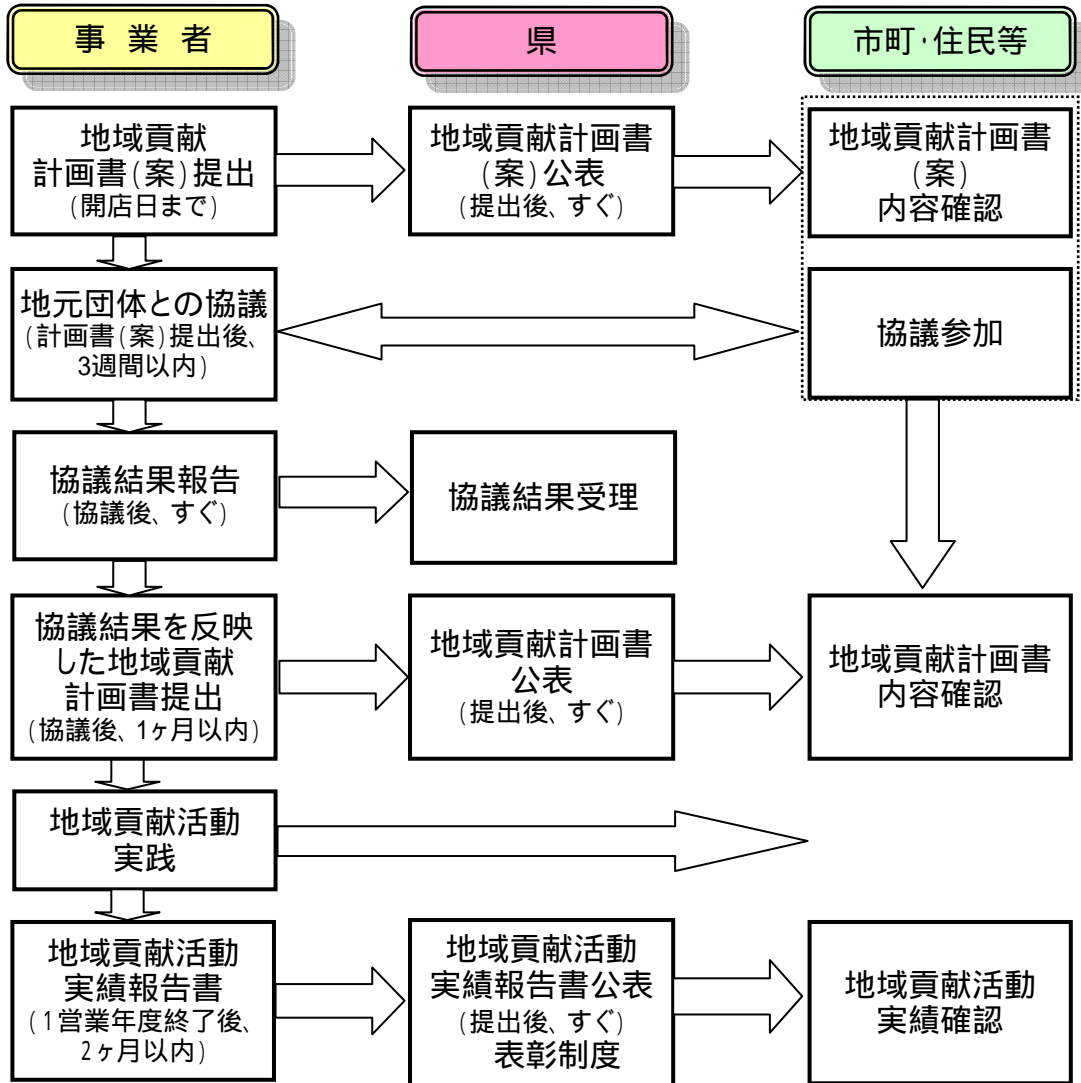 事 業 者
県
市町・住民等
地域貢献
計画書(案)提出
(開店日まで)
地域貢献計画書
(案)公表
(提出後、すぐ)
地域貢献計画書
(案)
内容確認
地元団体との協議
(計画書(案)提出後、
3週間以内)
協議参加
協議結果報告
(協議後、すぐ)
協議結果受理
協議結果を反映
した地域貢献
計画書提出
(協議後、1ヶ月以内)
地域貢献計画書
公表
(提出後、すぐ)
地域貢献計画書
内容確認
地域貢献活動
実践
地域貢献活動
実績報告書
(1営業年度終了後、
2ヶ月以内)
地域貢献活動
実績報告書公表
(提出後、すぐ)
表彰制度
地域貢献活動
実績確認